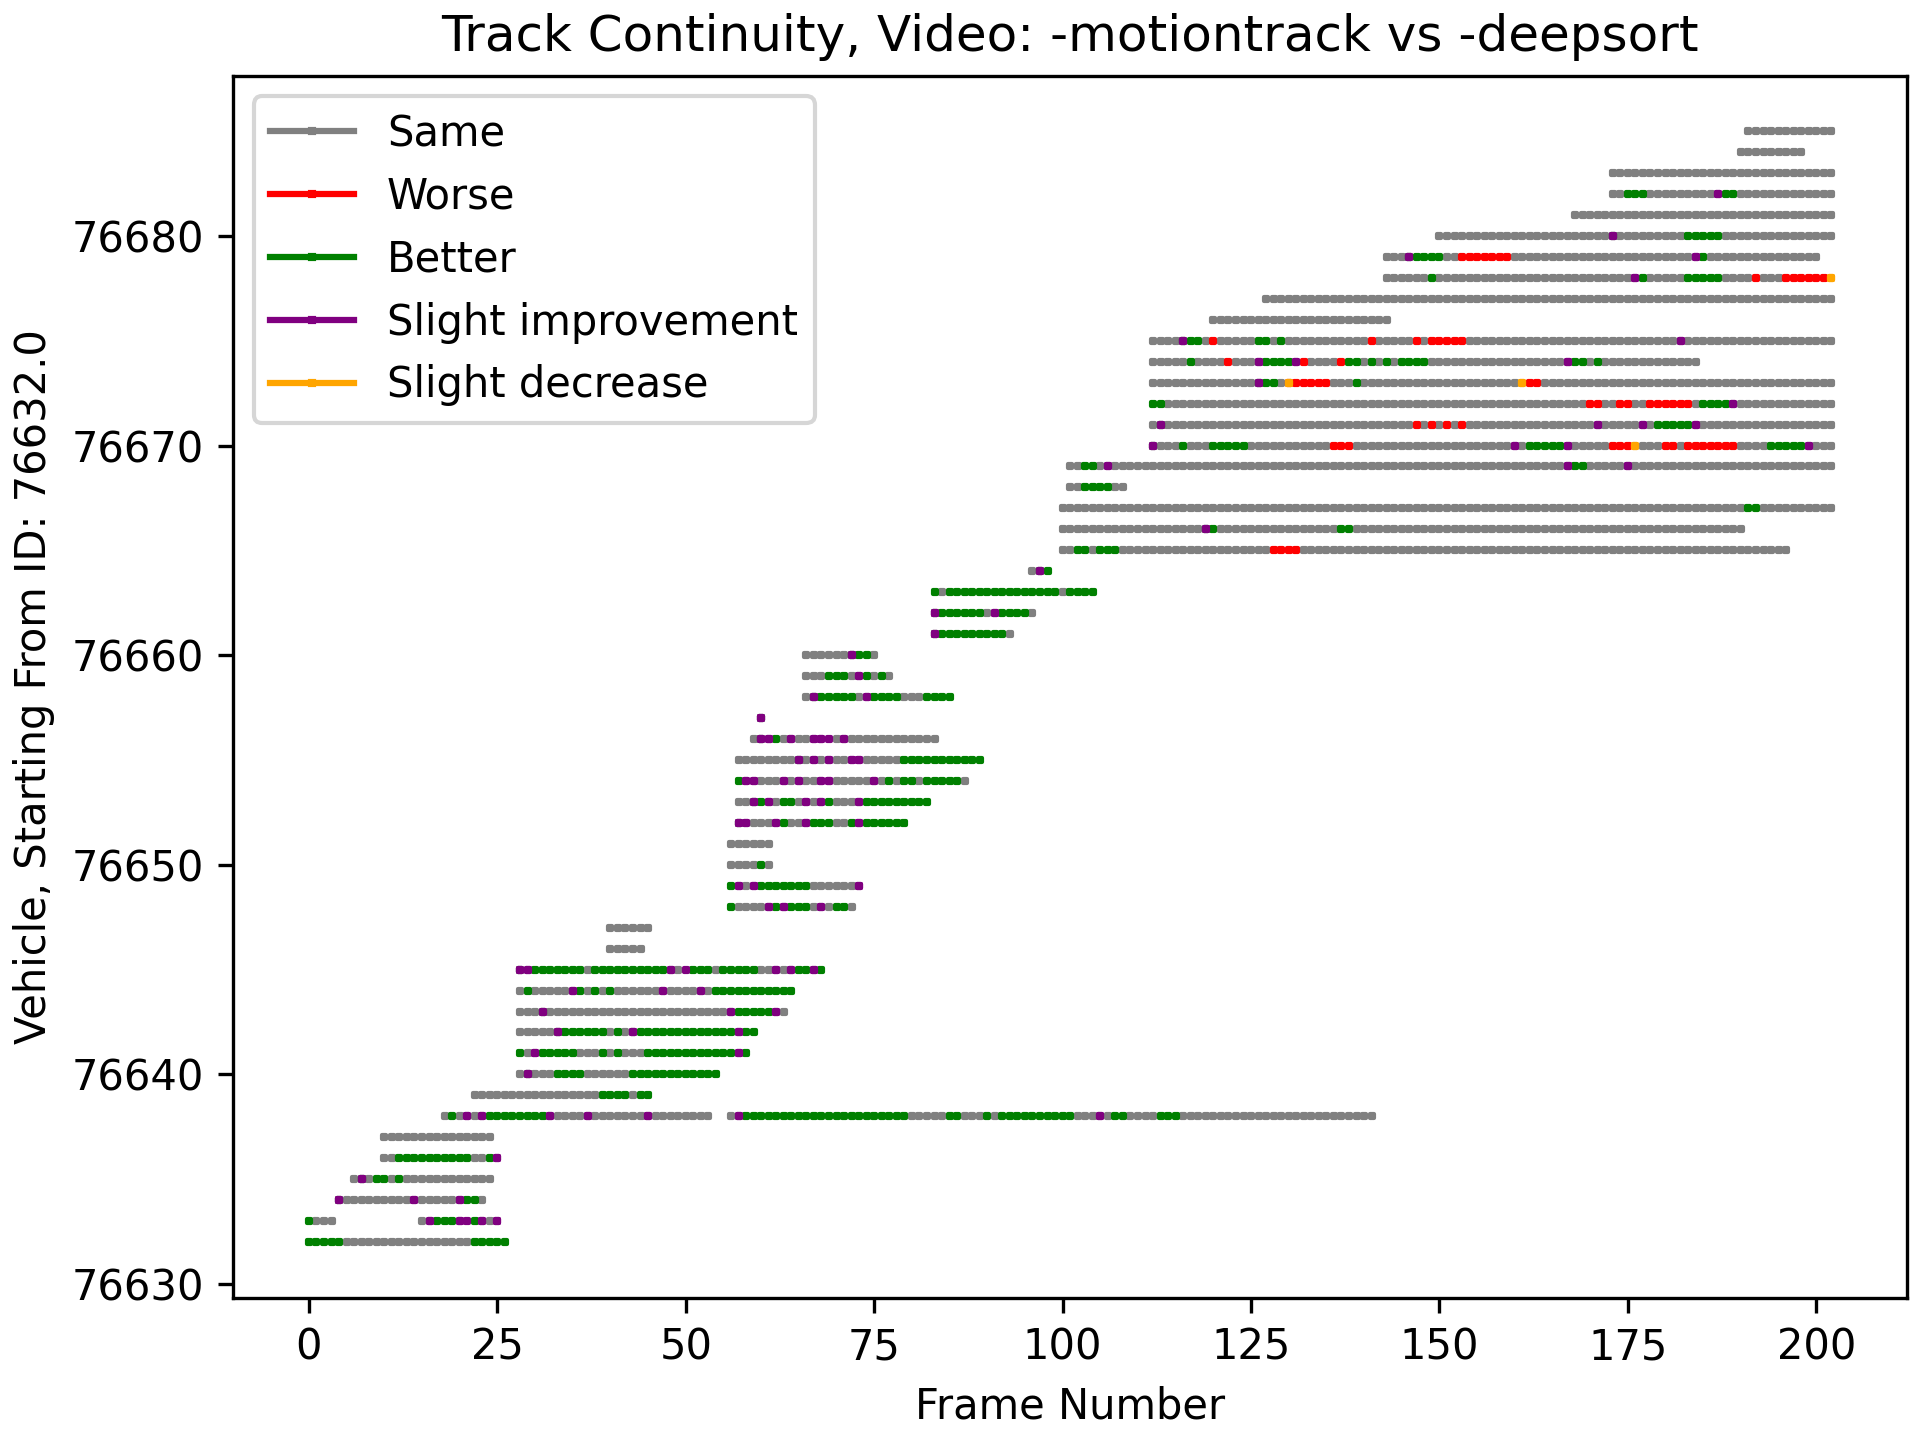 Track Continuity, Video: -motiontrack vs -deepsort
Same
Worse
Better
Slight improvement
Slight decrease
Vehicle, Starting From ID: 76632.0
76680
76670
76660
76650
76640
76630
0 25 50 75 100 125 150 175 200
Frame Number